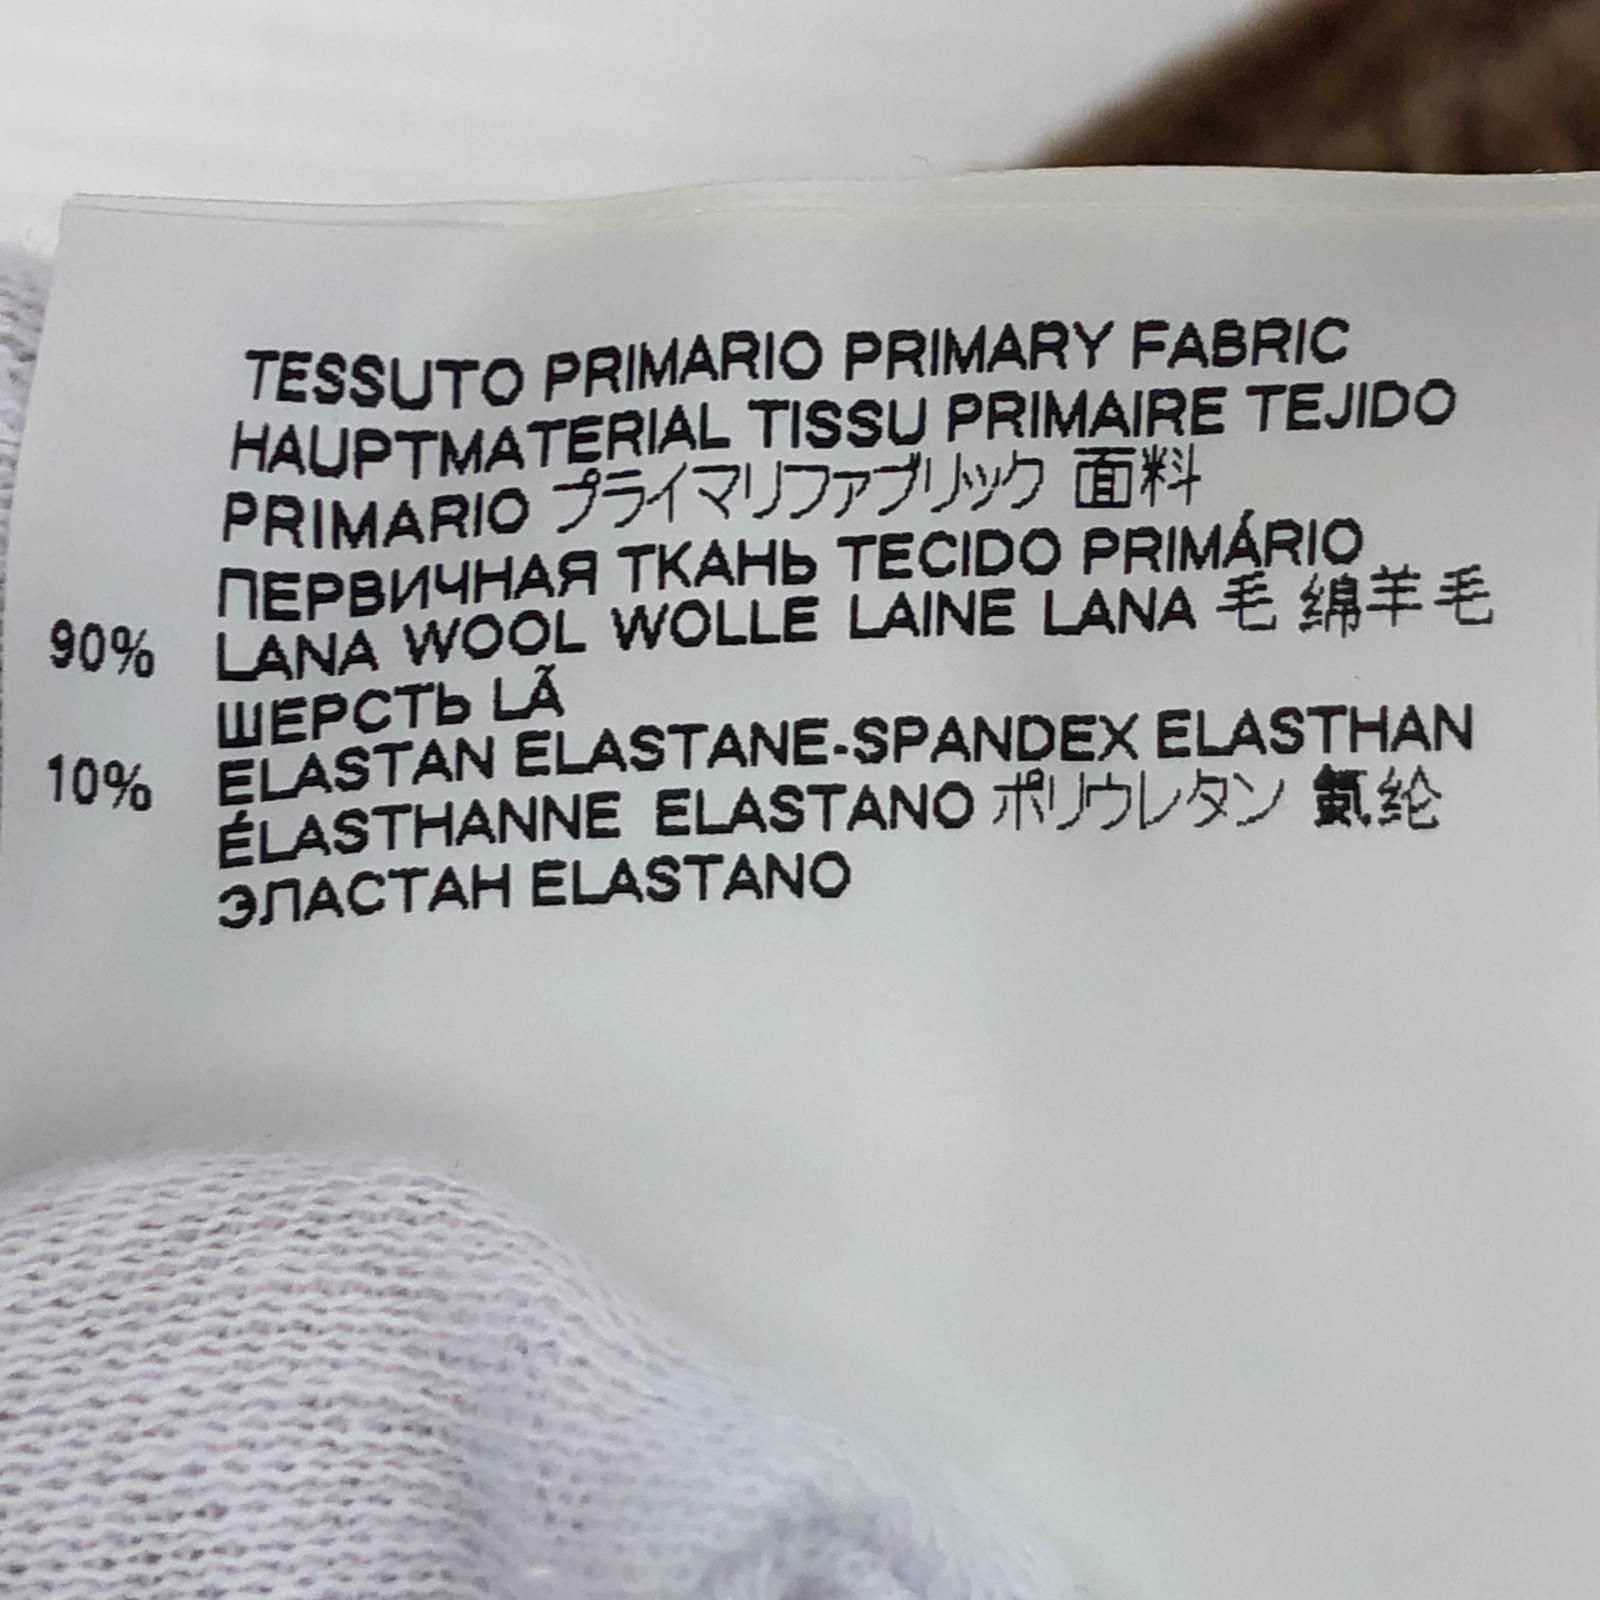 TESSUTO PRIMARIO PRIMARY FABRIC
HAUPTMATERIAL TISSU PRIMAIRE TEJIDO
PRIMARIO プライマリファブリック 面料
ПЕРВИЧНАЯ ТКАНЬ TECIDO PRIMÁRIO
90% LANA WOOL WOLLE LAINE LANA 毛 绵羊毛
ШЕРСТЬ LÃ
10% ELASTAN ELASTANE-SPANDEX ELASTHAN
ÉLASTHANNE ELASTANO ポリウレタン 氨纶
ЭЛАСТАН ELASTANO